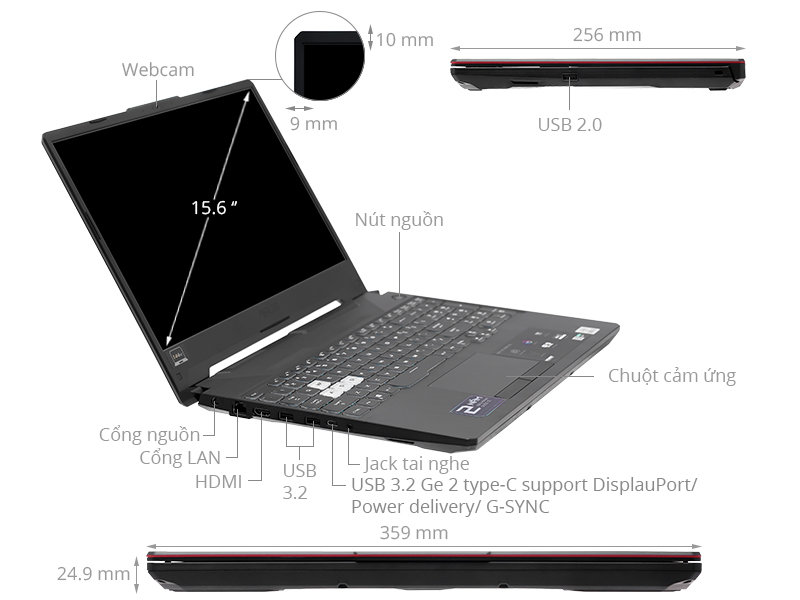 10 mm
256 mm
Webcam
9 mm
USB 2.0
15.6 “
Nút nguồn
Chuột cảm ứng
Cổng nguồn
Cổng LAN
HDMI
USB
3.2
Jack tai nghe
USB 3.2 Ge 2 type-C support DisplauPort/
Power delivery/ G-SYNC
359 mm
24.9 mm